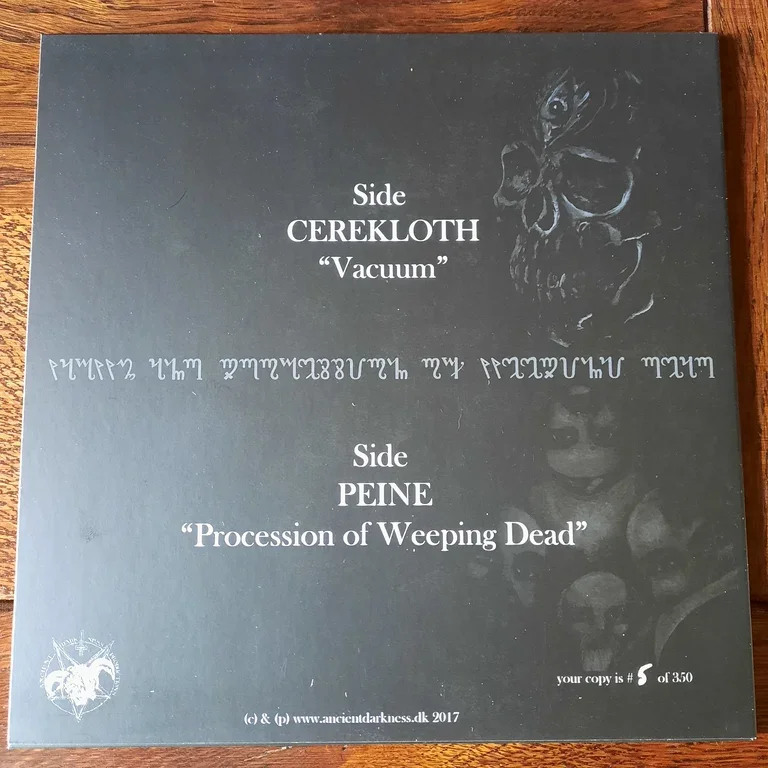 Side
CEREKLOTH
“Vacuum”
Side
PEINE
“Procession of Weeping Dead”
your copy is # 5 of 350
(c) & (p) www.ancientdarkness.dk 2017